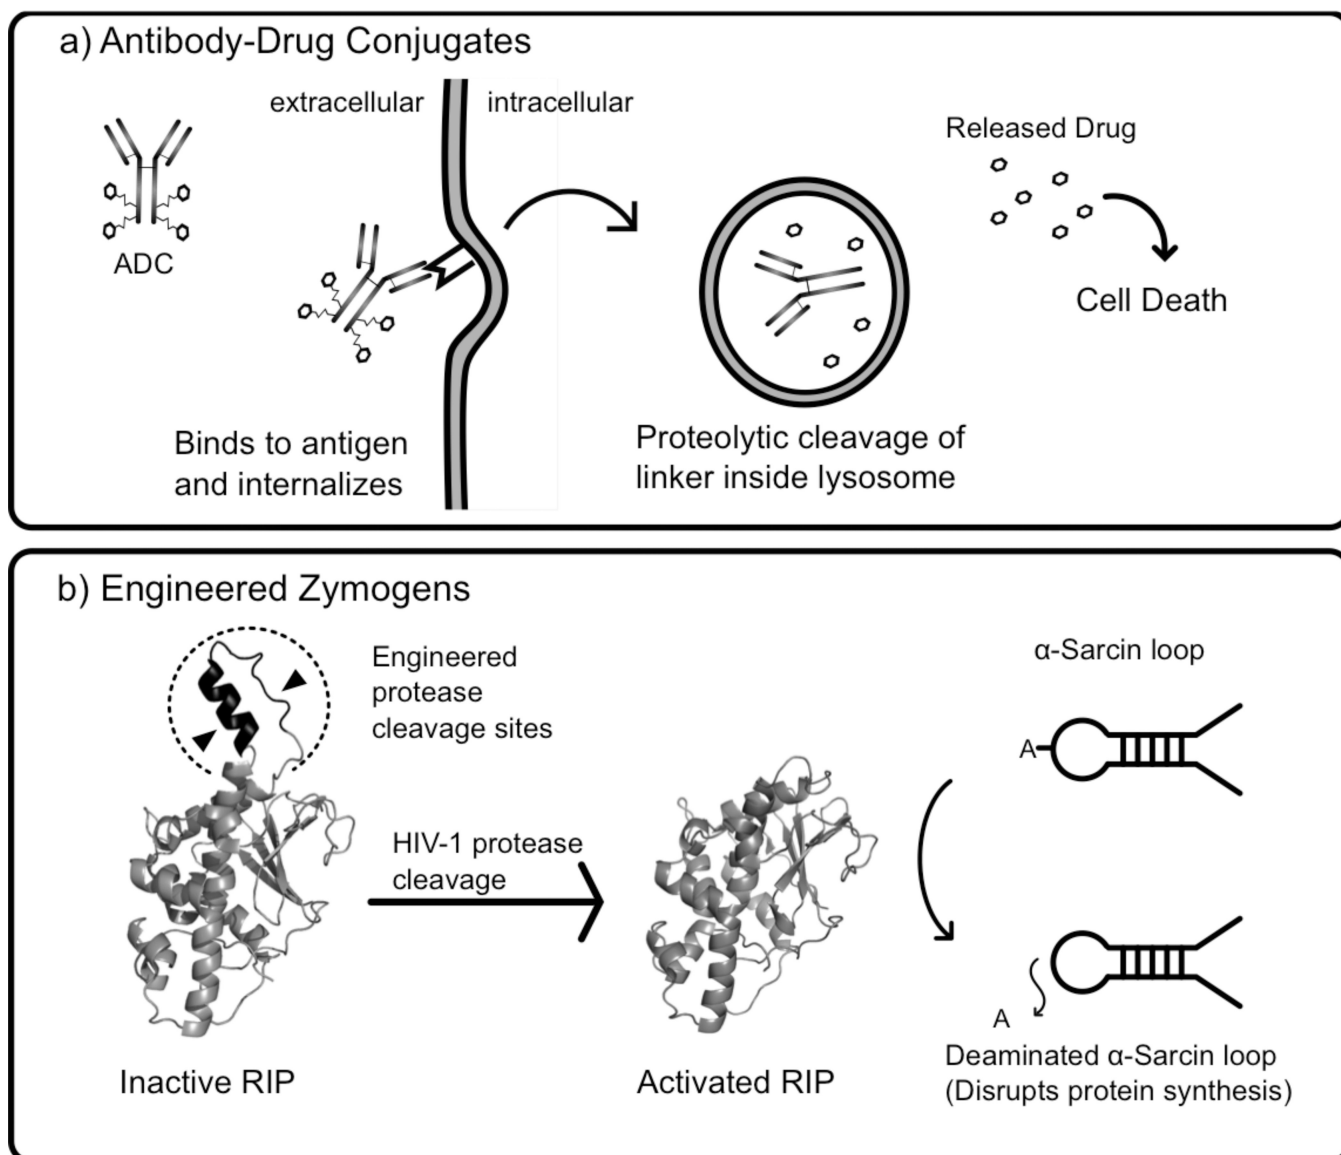 a) Antibody-Drug Conjugates
extracellular
intracellular
Released Drug
ADC
Cell Death
Binds to antigen
and internalizes
Proteolytic cleavage of
linker inside lysosome
b) Engineered Zymogens
Engineered
protease
cleavage sites
α-Sarcin loop
A
HIV-1 protease
cleavage
A
Inactive RIP
Activated RIP
Deaminated α-Sarcin loop
(Disrupts protein synthesis)